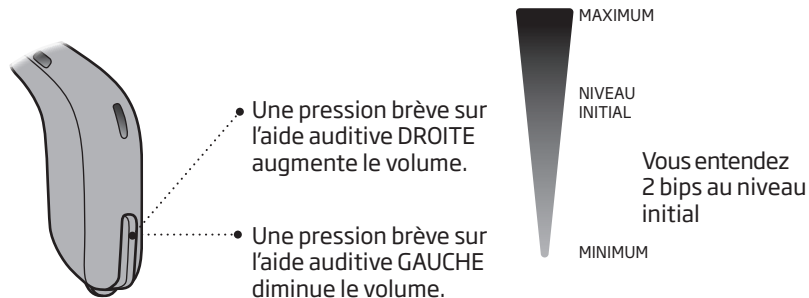 Une pression brève sur
l'aide auditive DROITE
augmente le volume.
Une pression brève sur
l'aide auditive GAUCHE
diminue le volume.
MAXIMUM
NIVEAU
INITIAL
Vous entendez
2 bips au niveau
initial
MINIMUM